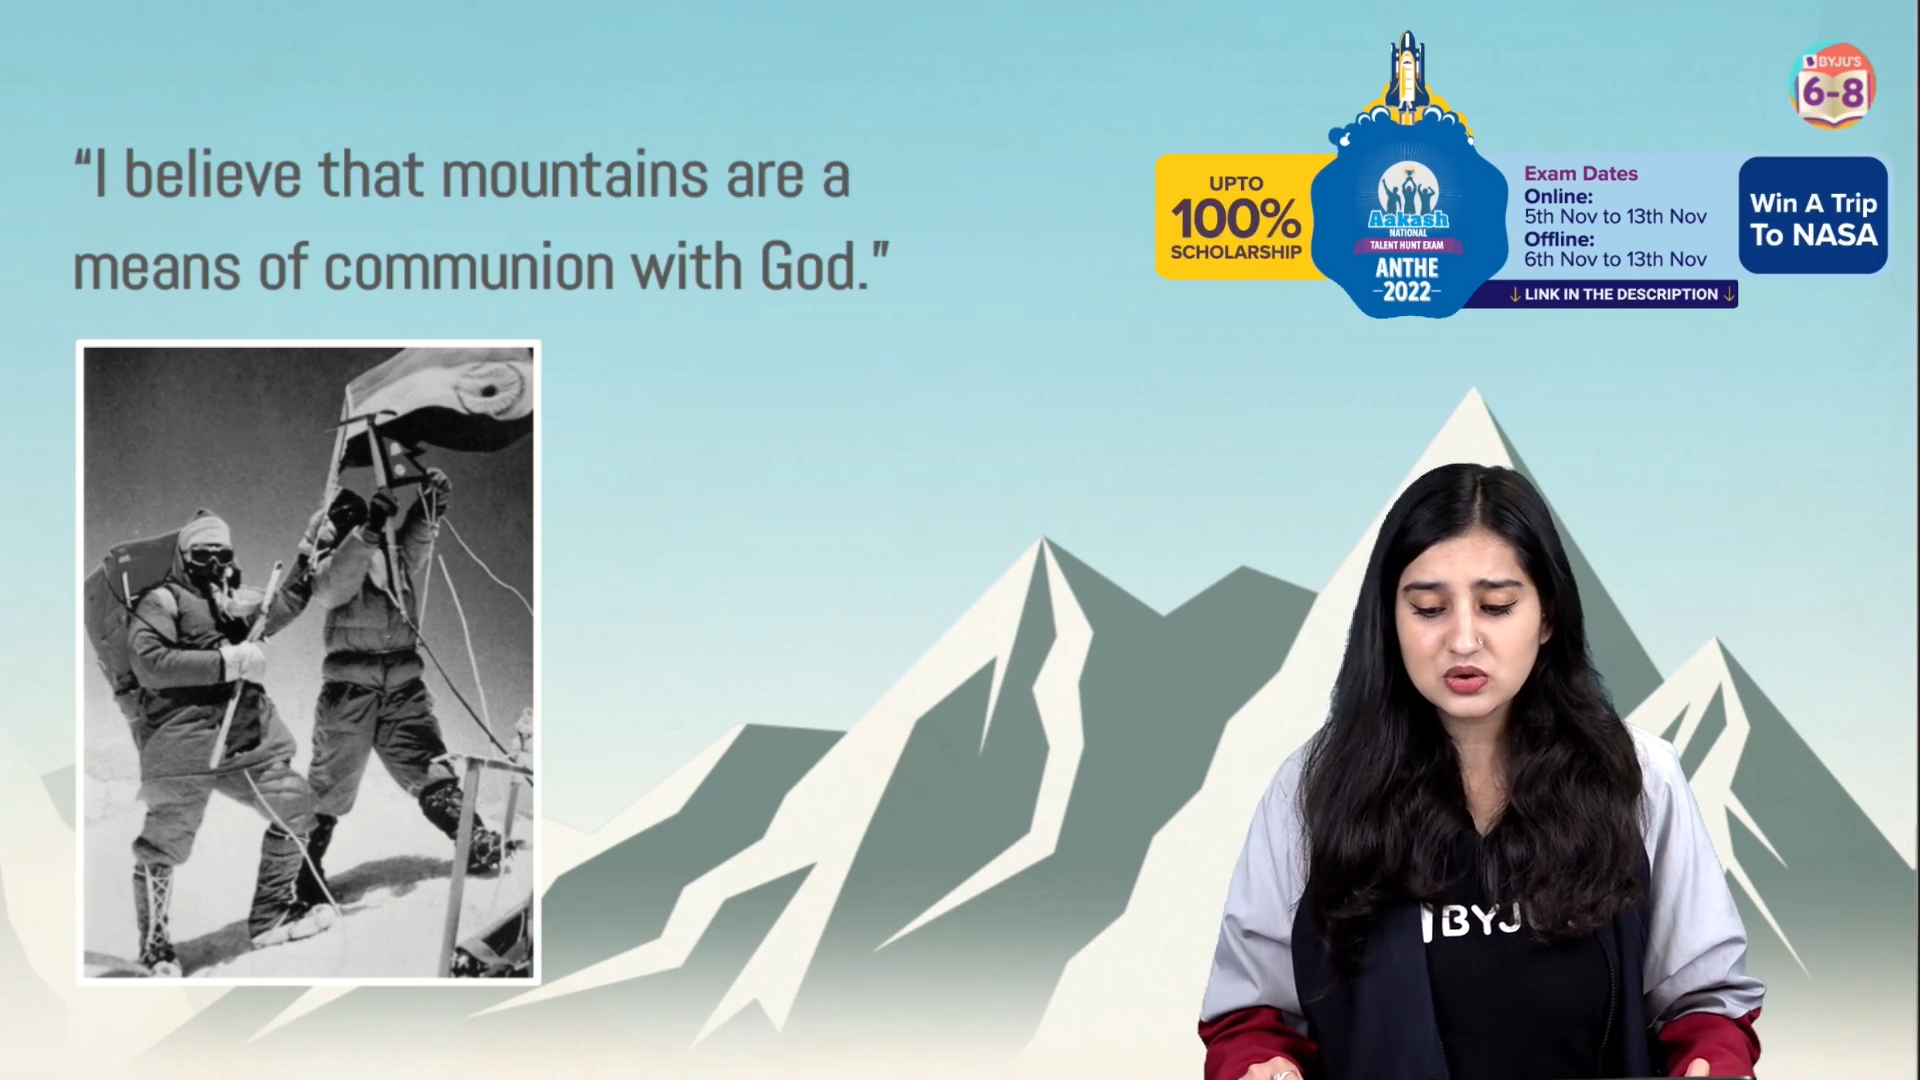 “I believe that mountains are a
means of communion with God.”
UPTO
100%
SCHOLARSHIP
Aakash
NATIONAL
TALENT HUNT EXAM
ANTHE
-2022-
Exam Dates
Online:
5th Nov to 13th Nov
Offline:
6th Nov to 13th Nov
↓ LINK IN THE DESCRIPTION ↓
Win A Trip
To NASA
BYJU'S
6-8
BYJ